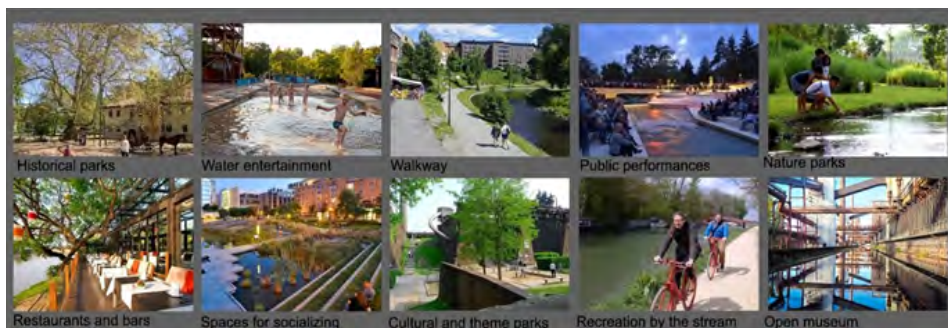 Historical parks
Water entertainment
Walkway
Public performances
Nature parks
Restaurants and bars
Spaces for socializing
Cultural and theme parks
Recreation by the stream
Open museum